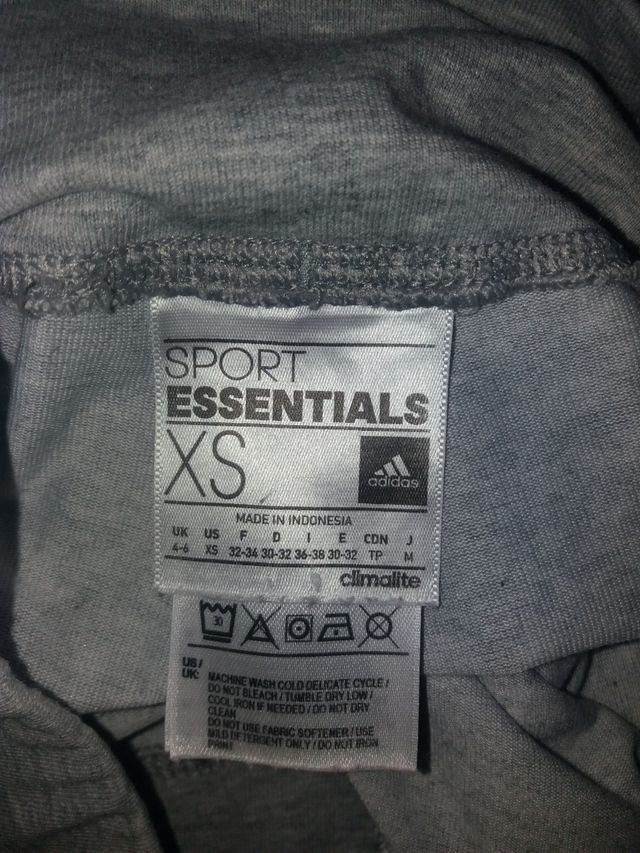 SPORT
ESSENTIALS
XS
adidas
MADE IN INDONESIA
UK US F D I E CDN J
4-6 XS 32-34 30-32 36-38 30-32 TP M
climalite
30
US/ MACHINE WASH COLD DELICATE CYCLE /
UK: DO NOT BLEACH / TUMBLE DRY LOW /
COOL IRON IF NEEDED / DO NOT DRY
CLEAN
DO NOT USE FABRIC SOFTENER / USE
MILD DETERGENT ONLY / DO NOT IRON
PRINT